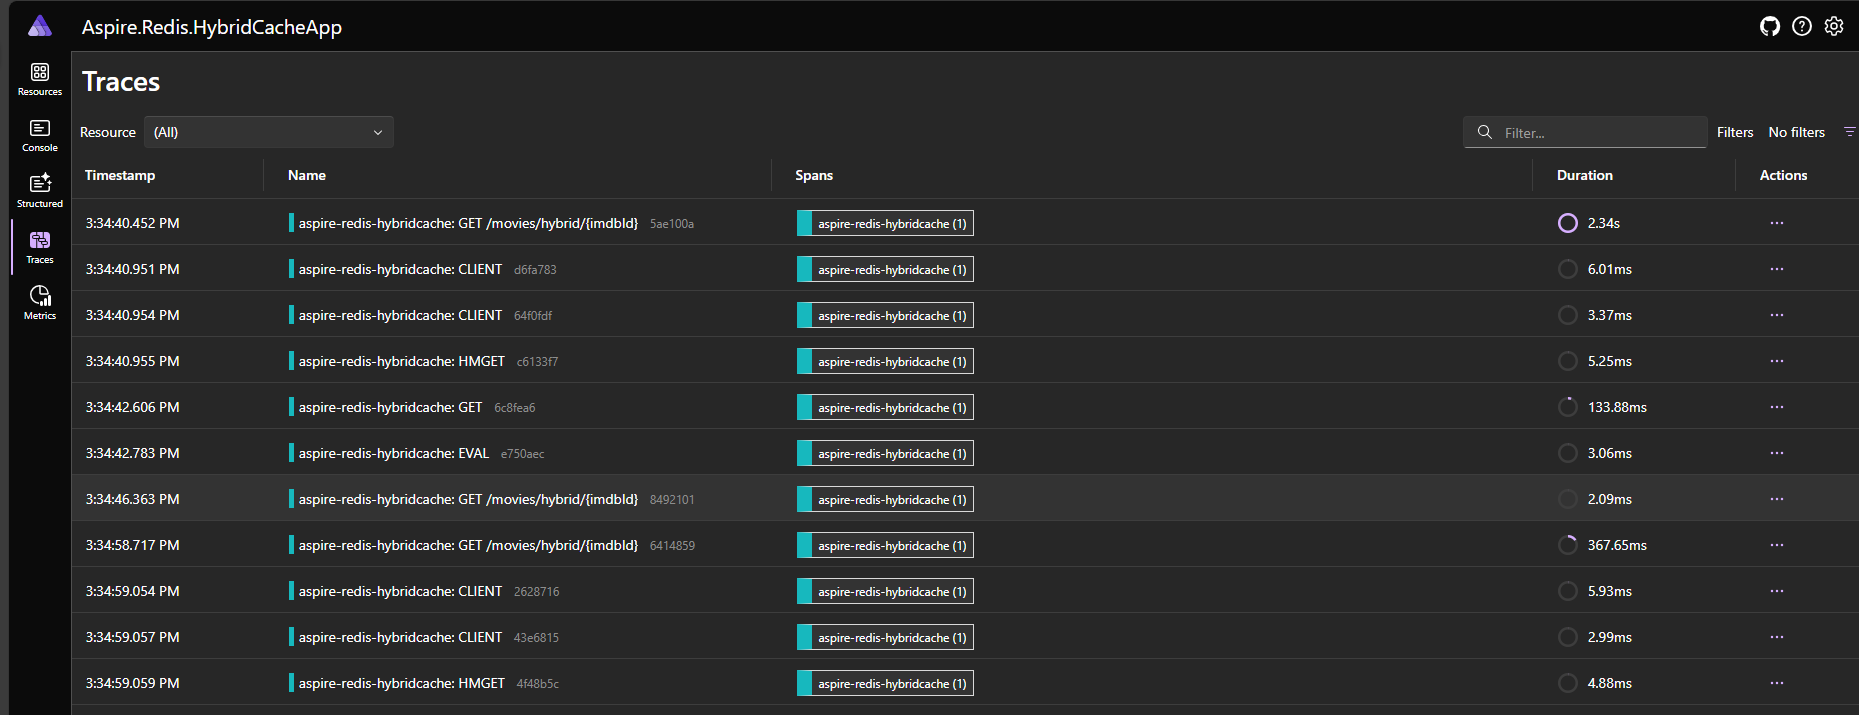 Aspire.Redis.HybridCacheApp
Resources
Console
Structured
Traces
Metrics
Traces
Resource (All) Filter... Filters No filters
Timestamp Name Spans Duration Actions
3:34:40.452 PM aspire-redis-hybridcache: GET /movies/hybrid/{imdbId} 5ae100a aspire-redis-hybridcache (1) 2.34s ...
3:34:40.951 PM aspire-redis-hybridcache: CLIENT d6fa783 aspire-redis-hybridcache (1) 6.01ms ...
3:34:40.954 PM aspire-redis-hybridcache: CLIENT 64f0fdf aspire-redis-hybridcache (1) 3.37ms ...
3:34:40.955 PM aspire-redis-hybridcache: HMGET c6133f7 aspire-redis-hybridcache (1) 5.25ms ...
3:34:42.606 PM aspire-redis-hybridcache: GET 6c8fea6 aspire-redis-hybridcache (1) 133.88ms ...
3:34:42.783 PM aspire-redis-hybridcache: EVAL e750aec aspire-redis-hybridcache (1) 3.06ms ...
3:34:46.363 PM aspire-redis-hybridcache: GET /movies/hybrid/{imdbId} 8492101 aspire-redis-hybridcache (1) 2.09ms ...
3:34:58.717 PM aspire-redis-hybridcache: GET /movies/hybrid/{imdbId} 6414859 aspire-redis-hybridcache (1) 367.65ms ...
3:34:59.054 PM aspire-redis-hybridcache: CLIENT 2628716 aspire-redis-hybridcache (1) 5.93ms ...
3:34:59.057 PM aspire-redis-hybridcache: CLIENT 43e6815 aspire-redis-hybridcache (1) 2.99ms ...
3:34:59.059 PM aspire-redis-hybridcache: HMGET 4f48b5c aspire-redis-hybridcache (1) 4.88ms ...